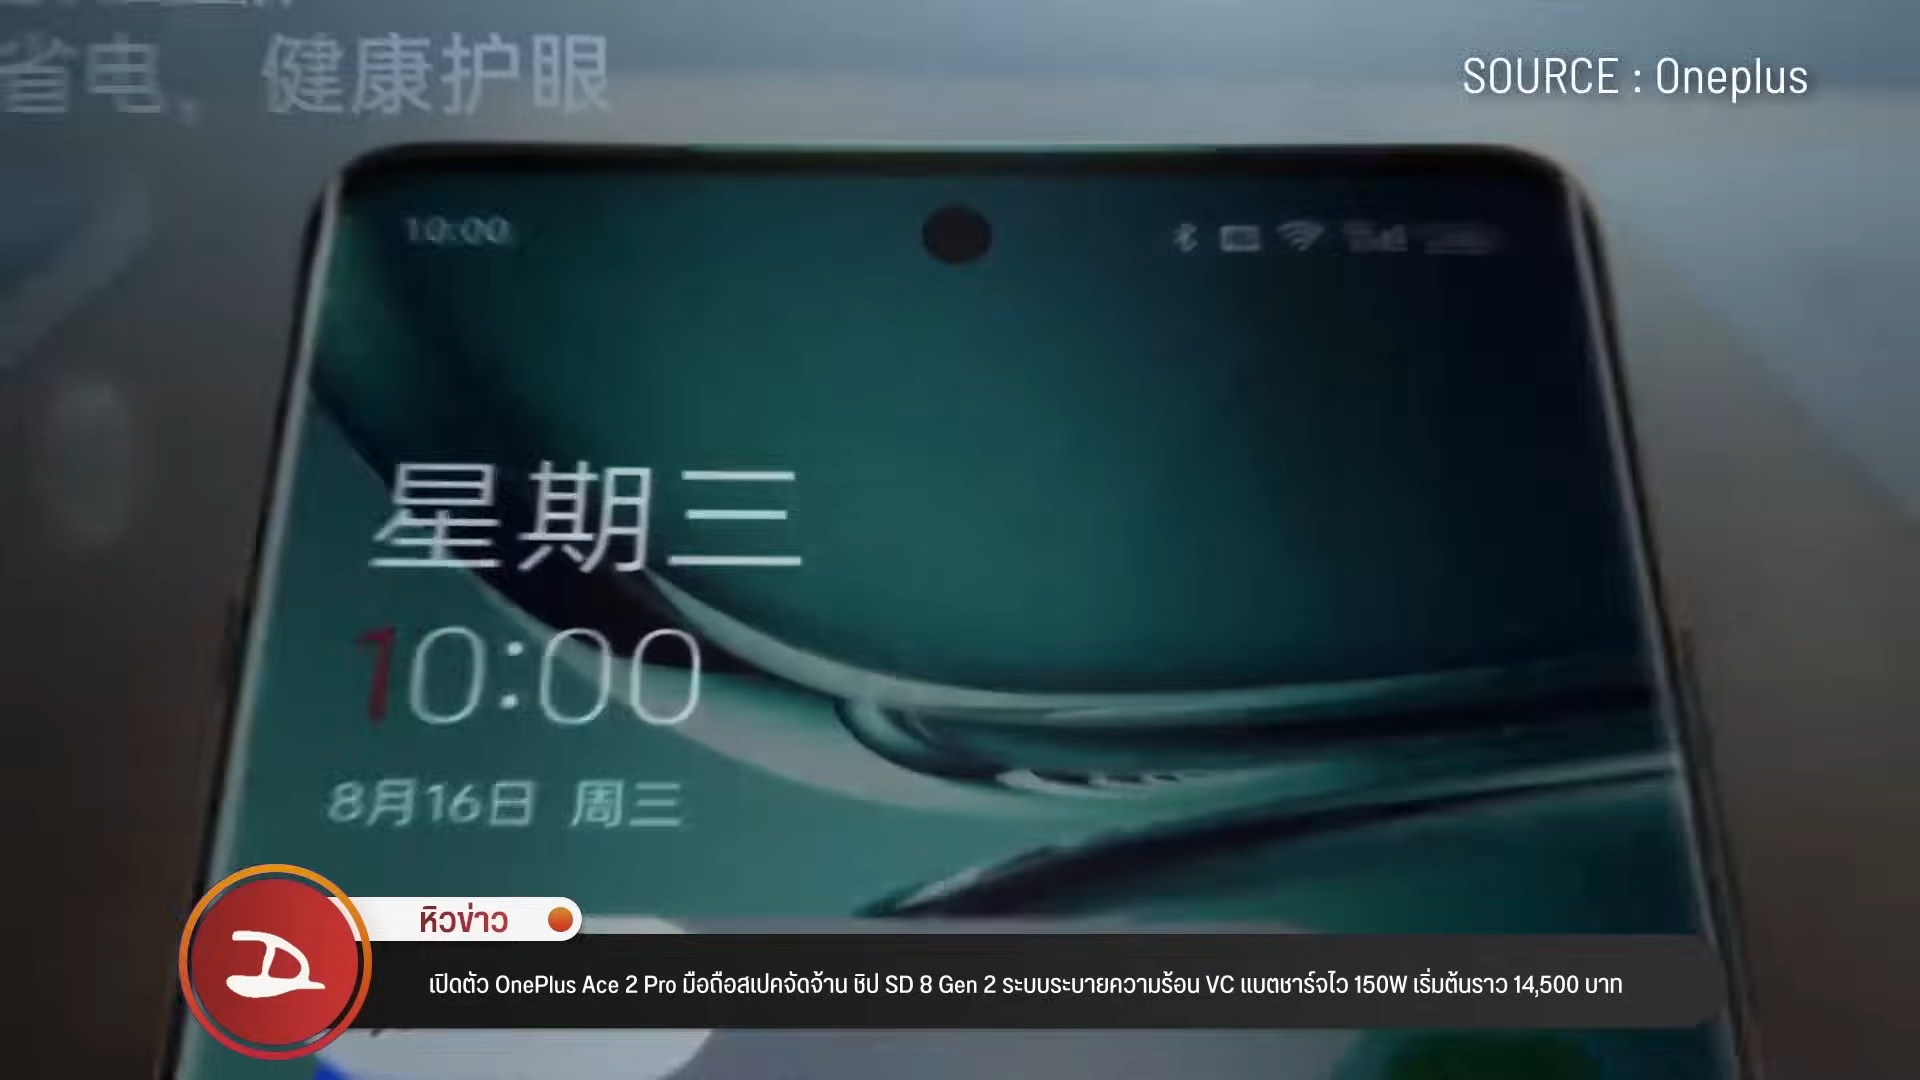 省电，健康护眼
SOURCE : Oneplus
10:00
星期三
10:00
8月16日 周三
หิวข่าว
เปิดตัว OnePlus Ace 2 Pro มือถือสเปคจัดจ้าน ชิป SD 8 Gen 2 ระบบระบายความร้อน VC แบตชาร์จไว 150W เริ่มต้นราว 14,500 บาท